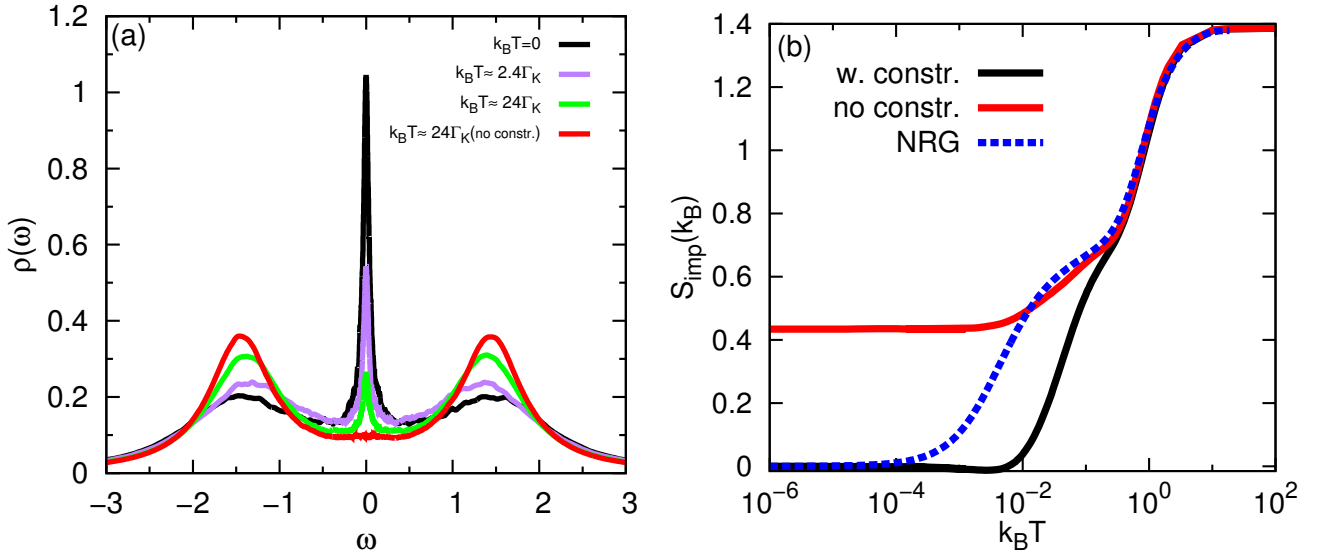 (a)
k_BT=0
k_BT≈ 2.4Γ_K
k_BT≈ 24Γ_K
k_BT≈ 24Γ_K(no constr.)
ρ(ω)
1.2
1
0.8
0.6
0.4
0.2
0
−3 −2 −1 0 1 2 3
ω
(b)
w. constr.
no constr.
NRG
S_imp(k_B)
1.4
1.2
1
0.8
0.6
0.4
0.2
0
10^−6 10^−4 10^−2 10^0 10^2
k_BT